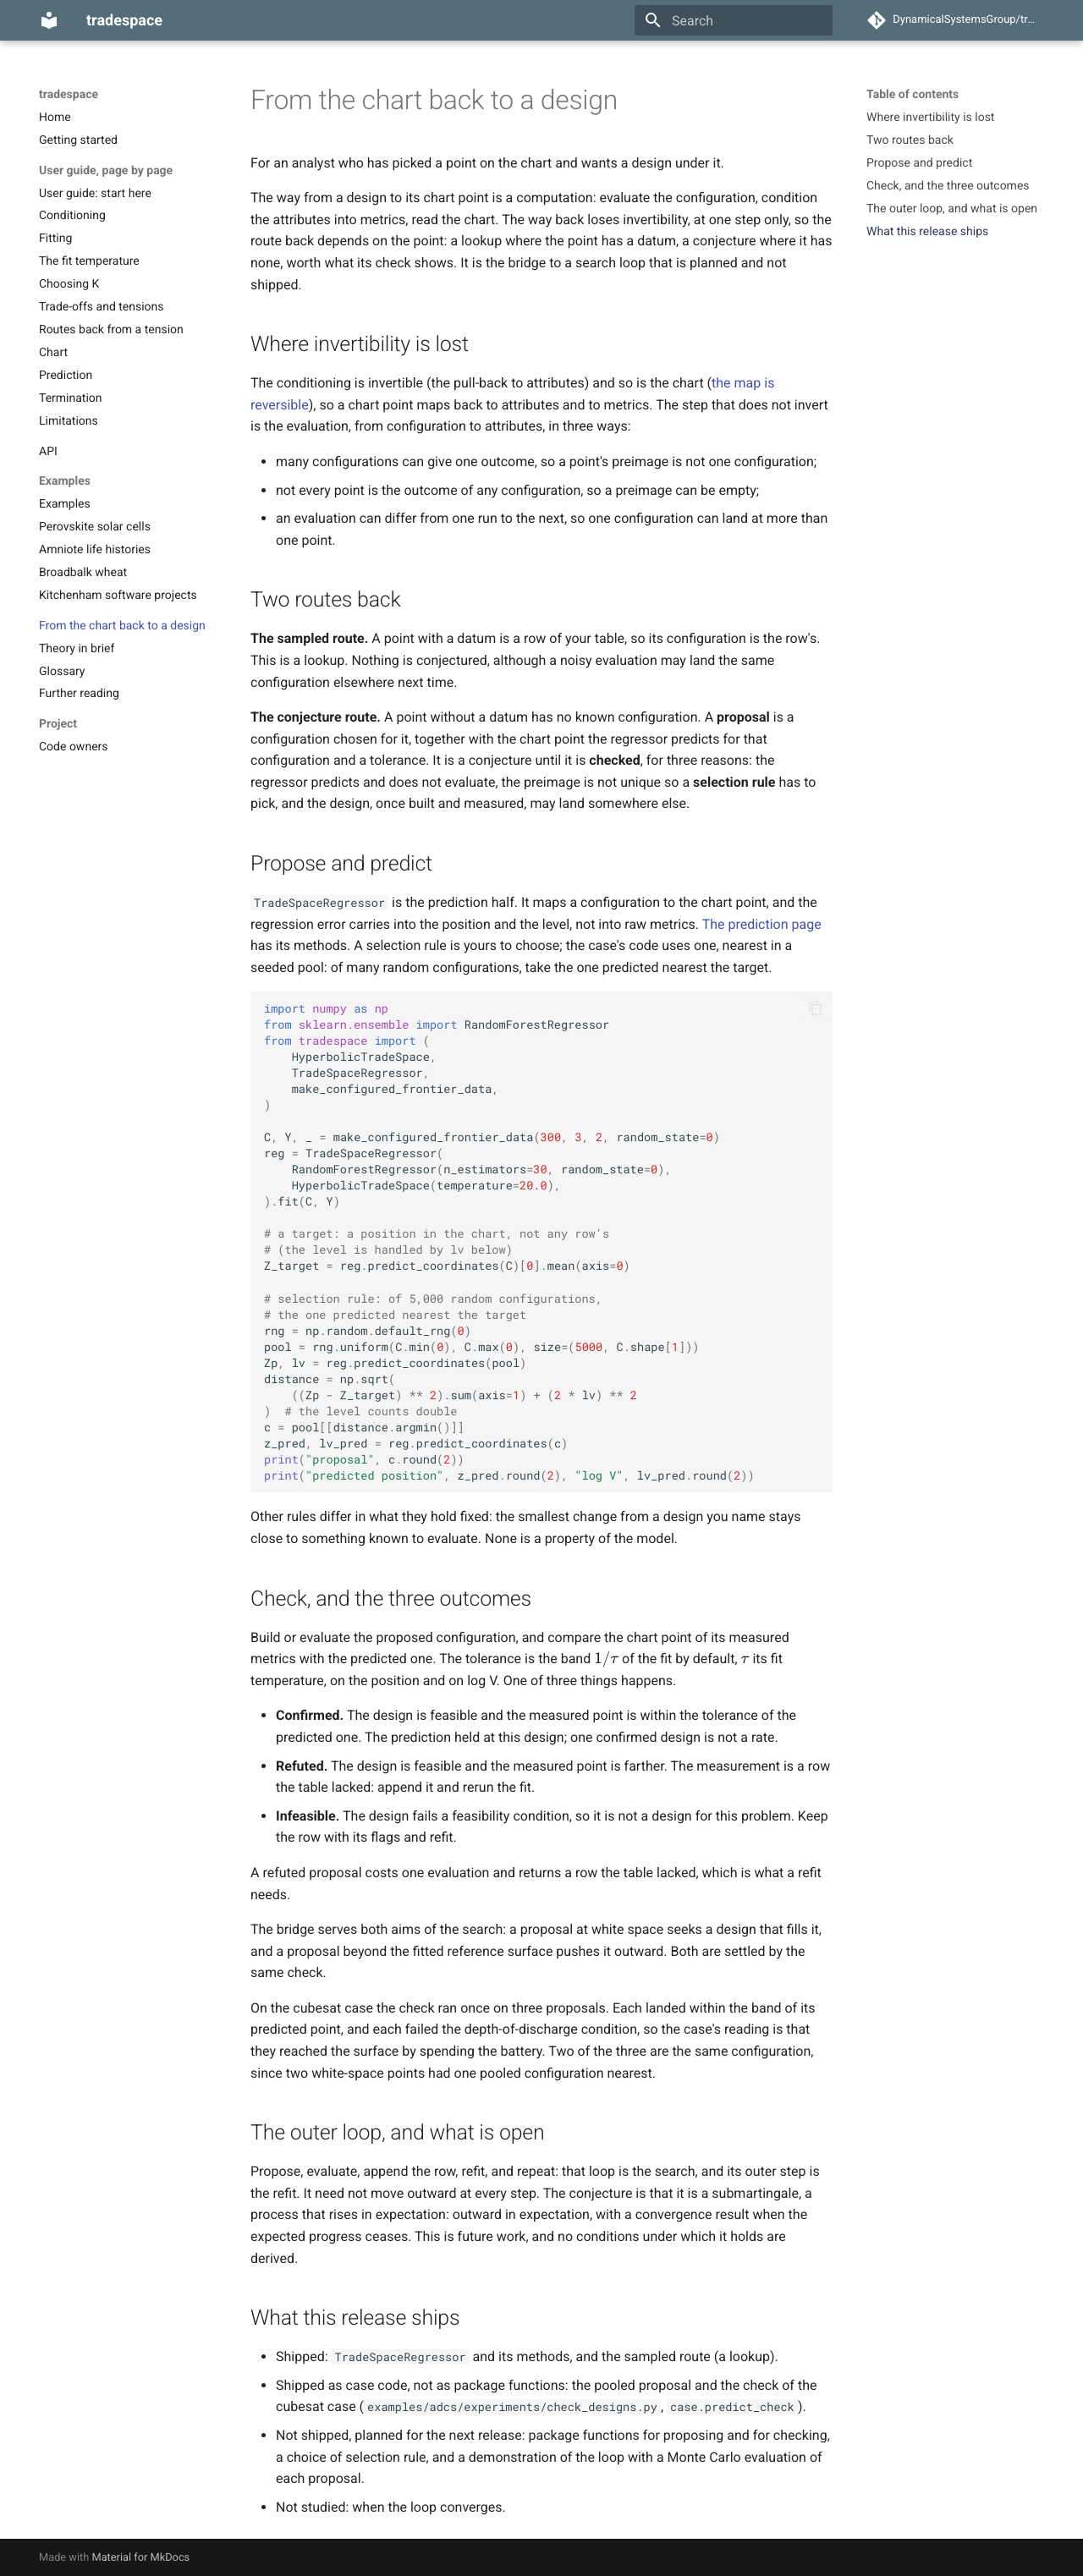 tradespace
Search
DynamicalSystemsGroup/tr...
tradespace
Home
Getting started
User guide, page by page
User guide: start here
Conditioning
Fitting
The fit temperature
Choosing K
Trade-offs and tensions
Routes back from a tension
Chart
Prediction
Termination
Limitations
API
Examples
Examples
Perovskite solar cells
Amniote life histories
Broadbalk wheat
Kitchenham software projects
From the chart back to a design
Theory in brief
Glossary
Further reading
Project
Code owners
From the chart back to a design
For an analyst who has picked a point on the chart and wants a design under it.
The way from a design to its chart point is a computation: evaluate the configuration, condition
the attributes into metrics, read the chart. The way back loses invertibility, at one step only, so the
route back depends on the point: a lookup where the point has a datum, a conjecture where it has
none, worth what its check shows. It is the bridge to a search loop that is planned and not
shipped.
Where invertibility is lost
The conditioning is invertible (the pull-back to attributes) and so is the chart (the map is
reversible), so a chart point maps back to attributes and to metrics. The step that does not invert
is the evaluation, from configuration to attributes, in three ways:
• many configurations can give one outcome, so a point's preimage is not one configuration;
• not every point is the outcome of any configuration, so a preimage can be empty;
• an evaluation can differ from one run to the next, so one configuration can land at more than
one point.
Two routes back
The sampled route. A point with a datum is a row of your table, so its configuration is the row's.
This is a lookup. Nothing is conjectured, although a noisy evaluation may land the same
configuration elsewhere next time.
The conjecture route. A point without a datum has no known configuration. A proposal is a
configuration chosen for it, together with the chart point the regressor predicts for that
configuration and a tolerance. It is a conjecture until it is checked, for three reasons: the
regressor predicts and does not evaluate, the preimage is not unique so a selection rule has to
pick, and the design, once built and measured, may land somewhere else.
Propose and predict
TradeSpaceRegressor is the prediction half. It maps a configuration to the chart point, and the
regression error carries into the position and the level, not into raw metrics. The prediction page
has its methods. A selection rule is yours to choose; the case's code uses one, nearest in a
seeded pool: of many random configurations, take the one predicted nearest the target.
import numpy as np
from sklearn.ensemble import RandomForestRegressor
from tradespace import (
    HyperbolicTradeSpace,
    TradeSpaceRegressor,
    make_configured_frontier_data,
)
C, Y, _ = make_configured_frontier_data(300, 3, 2, random_state=0)
reg = TradeSpaceRegressor(
    RandomForestRegressor(n_estimators=30, random_state=0),
    HyperbolicTradeSpace(temperature=20.0),
).fit(C, Y)
# a target: a position in the chart, not any row's
# (the level is handled by lv below)
Z_target = reg.predict_coordinates(C)[0].mean(axis=0)
# selection rule: of 5,000 random configurations,
# the one predicted nearest the target
rng = np.random.default_rng(0)
pool = rng.uniform(C.min(0), C.max(0), size=(5000, C.shape[1]))
Zp, lv = reg.predict_coordinates(pool)
distance = np.sqrt(
    ((Zp - Z_target) ** 2).sum(axis=1) + (2 * lv) ** 2
)  # the level counts double
c = pool[[distance.argmin()]]
z_pred, lv_pred = reg.predict_coordinates(c)
print("proposal", c.round(2))
print("predicted position", z_pred.round(2), "log V", lv_pred.round(2))
Other rules differ in what they hold fixed: the smallest change from a design you name stays
close to something known to evaluate. None is a property of the model.
Check, and the three outcomes
Build or evaluate the proposed configuration, and compare the chart point of its measured
metrics with the predicted one. The tolerance is the band 1/τ of the fit by default, τ its fit
temperature, on the position and on log V. One of three things happens.
• Confirmed. The design is feasible and the measured point is within the tolerance of the
predicted one. The prediction held at this design; one confirmed design is not a rate.
• Refuted. The design is feasible and the measured point is farther. The measurement is a row
the table lacked: append it and rerun the fit.
• Infeasible. The design fails a feasibility condition, so it is not a design for this problem. Keep
the row with its flags and refit.
A refuted proposal costs one evaluation and returns a row the table lacked, which is what a refit
needs.
The bridge serves both aims of the search: a proposal at white space seeks a design that fills it,
and a proposal beyond the fitted reference surface pushes it outward. Both are settled by the
same check.
On the cubesat case the check ran once on three proposals. Each landed within the band of its
predicted point, and each failed the depth-of-discharge condition, so the case's reading is that
they reached the surface by spending the battery. Two of the three are the same configuration,
since two white-space points had one pooled configuration nearest.
The outer loop, and what is open
Propose, evaluate, append the row, refit, and repeat: that loop is the search, and its outer step is
the refit. It need not move outward at every step. The conjecture is that it is a submartingale, a
process that rises in expectation: outward in expectation, with a convergence result when the
expected progress ceases. This is future work, and no conditions under which it holds are
derived.
What this release ships
• Shipped: TradeSpaceRegressor and its methods, and the sampled route (a lookup).
• Shipped as case code, not as package functions: the pooled proposal and the check of the
cubesat case ( examples/adcs/experiments/check_designs.py , case.predict_check ).
• Not shipped, planned for the next release: package functions for proposing and for checking,
a choice of selection rule, and a demonstration of the loop with a Monte Carlo evaluation of
each proposal.
• Not studied: when the loop converges.
Table of contents
Where invertibility is lost
Two routes back
Propose and predict
Check, and the three outcomes
The outer loop, and what is open
What this release ships
Made with Material for MkDocs